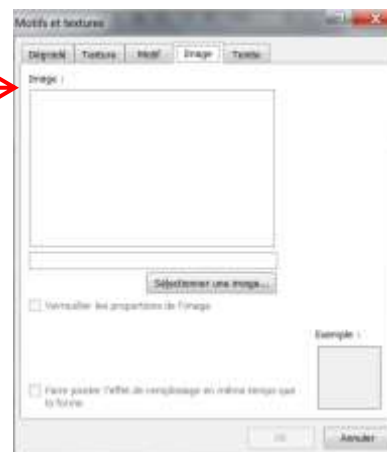 Motifs et textures
Dégradé Texture Motif Image Teinte
Image :
Sélectionner une image...
Verrouiller les proportions de l'image
Exemple :
Faire pivoter l'effet de remplissage en même temps que
la forme
OK Annuler